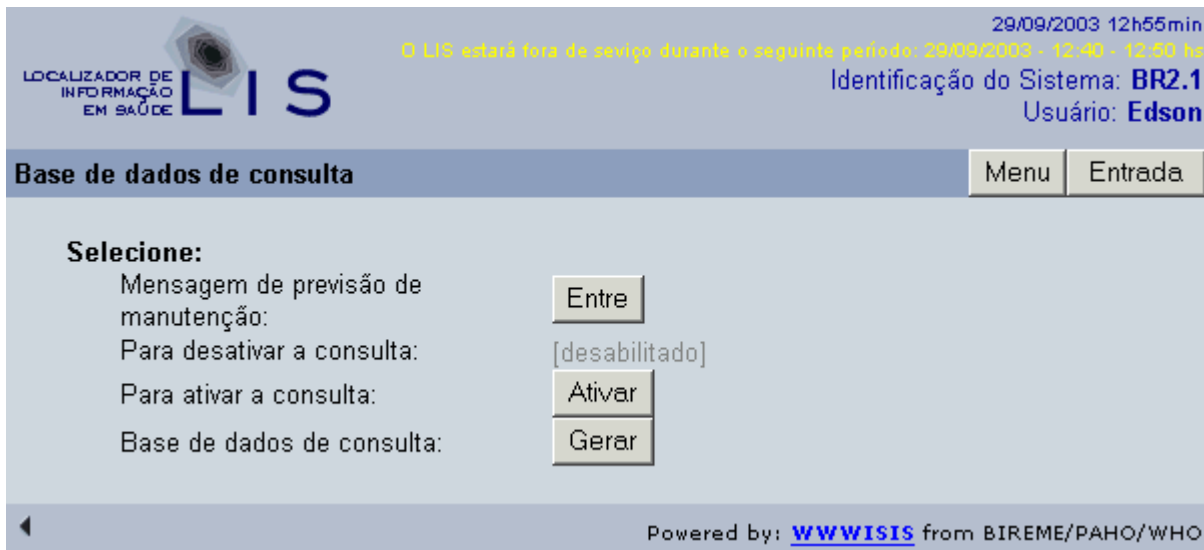 29/09/2003 12h55min
O LIS estará fora de seviço durante o seguinte período: 29/09/2003 - 12:40 - 12:50 hs
LOCALIZADOR DE
INFORMAÇÃO
EM SAÚDE
LIS
Identificação do Sistema: BR2.1
Usuário: Edson
Base de dados de consulta
Menu
Entrada
Selecione:
Mensagem de previsão de
manutenção:
Entre
Para desativar a consulta:
[desabilitado]
Para ativar a consulta:
Ativar
Base de dados de consulta:
Gerar
Powered by: WWWISIS from BIREME/PAHO/WHO